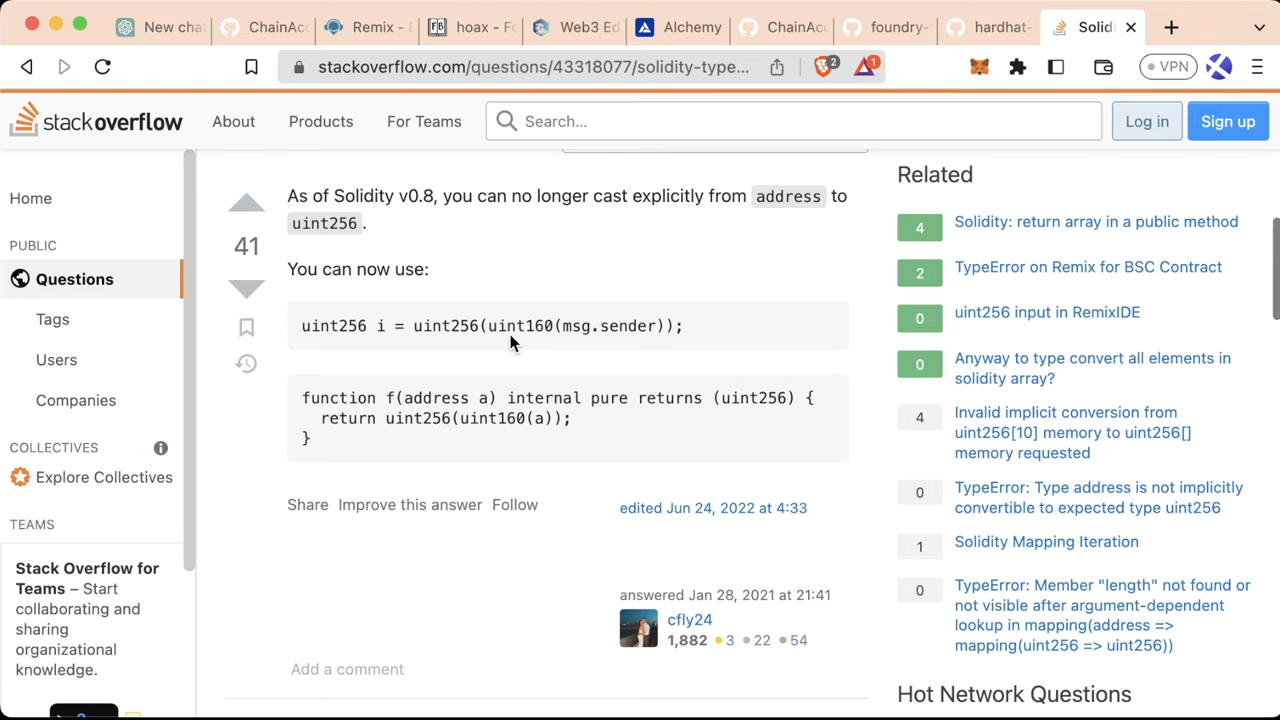 New chat
ChainAcc
Remix - E
hoax - Fo
Web3 Ed
Alchemy
ChainAcc
foundry-
hardhat-
Solidi
stackoverflow.com/questions/43318077/solidity-type...
2
1
VPN
stackoverflow
About
Products
For Teams
Search...
Log in
Sign up
Home
PUBLIC
Questions
Tags
Users
Companies
COLLECTIVES
Explore Collectives
TEAMS
Stack Overflow for
Teams – Start
collaborating and
sharing
organizational
knowledge.
As of Solidity v0.8, you can no longer cast explicitly from address to
uint256.
41
You can now use:
uint256 i = uint256(uint160(msg.sender));
function f(address a) internal pure returns (uint256) {
return uint256(uint160(a));
}
Share Improve this answer Follow
edited Jun 24, 2022 at 4:33
answered Jan 28, 2021 at 21:41
cfly24
1,882 3 22 54
Add a comment
Related
4 Solidity: return array in a public method
2 TypeError on Remix for BSC Contract
0 uint256 input in RemixIDE
0 Anyway to type convert all elements in
solidity array?
4 Invalid implicit conversion from
uint256[10] memory to uint256[]
memory requested
0 TypeError: Type address is not implicitly
convertible to expected type uint256
1 Solidity Mapping Iteration
0 TypeError: Member "length" not found or
not visible after argument-dependent
lookup in mapping(address =>
mapping(uint256 => uint256))
Hot Network Questions